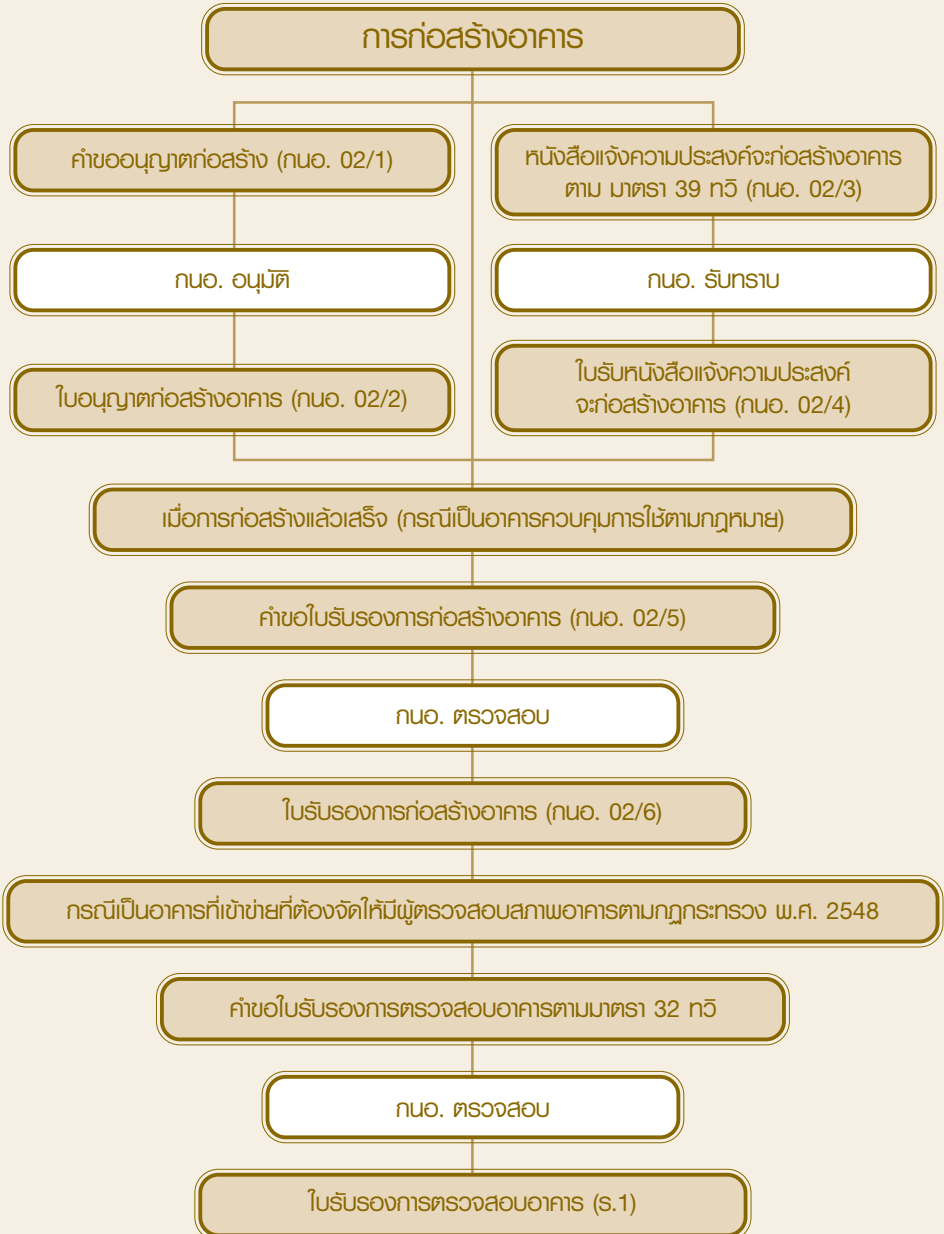 การก่อสร้างอาคาร
คำขออนุญาตก่อสร้าง (กนอ. 02/1)
หนังสือแจ้งความประสงค์จะก่อสร้างอาคาร
ตาม มาตรา 39 ทวิ (กนอ. 02/3)
กนอ. อนุมัติ
กนอ. รับทราบ
ใบอนุญาตก่อสร้างอาคาร (กนอ. 02/2)
ใบรับหนังสือแจ้งความประสงค์
จะก่อสร้างอาคาร (กนอ. 02/4)
เมื่อการก่อสร้างแล้วเสร็จ (กรณีเป็นอาคารควบคุมการใช้ตามกฎหมาย)
คำขอใบรับรองการก่อสร้างอาคาร (กนอ. 02/5)
กนอ. ตรวจสอบ
ใบรับรองการก่อสร้างอาคาร (กนอ. 02/6)
กรณีเป็นอาคารที่เข้าข่ายที่ต้องจัดให้มีผู้ตรวจสอบสภาพอาคารตามกฎกระทรวง พ.ศ. 2548
คำขอใบรับรองการตรวจสอบอาคารตามมาตรา 32 ทวิ
กนอ. ตรวจสอบ
ใบรับรองการตรวจสอบอาคาร (ร.1)